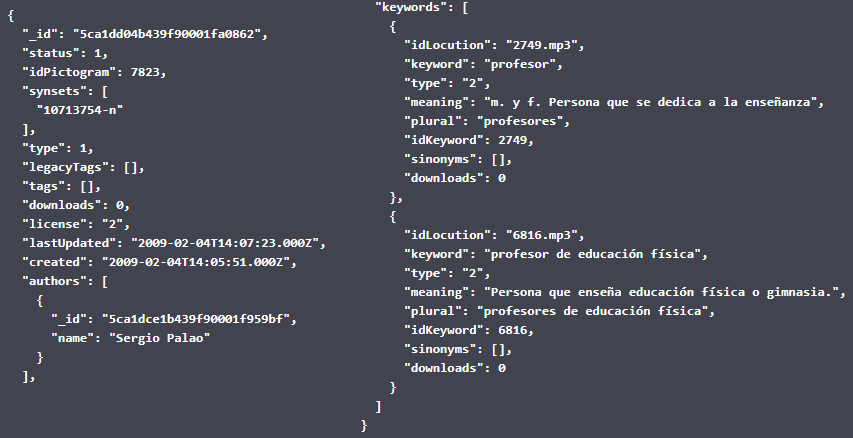 {
"_id": "5ca1dd04b439f90001fa0862",
"status": 1,
"idPictogram": 7823,
"synsets": [
"10713754-n"
],
"type": 1,
"legacyTags": [],
"tags": [],
"downloads": 0,
"license": "2",
"lastUpdated": "2009-02-04T14:07:23.000Z",
"created": "2009-02-04T14:05:51.000Z",
"authors": [
{
"_id": "5ca1dce1b439f90001f959bf",
"name": "Sergio Palao"
}
],
"keywords": [
{
"idLocution": "2749.mp3",
"keyword": "profesor",
"type": "2",
"meaning": "m. y f. Persona que se dedica a la enseñanza",
"plural": "profesores",
"idKeyword": 2749,
"sinonyms": [],
"downloads": 0
},
{
"idLocution": "6816.mp3",
"keyword": "profesor de educación física",
"type": "2",
"meaning": "Persona que enseña educación física o gimnasia.",
"plural": "profesores de educación física",
"idKeyword": 6816,
"sinonyms": [],
"downloads": 0
}
]
}